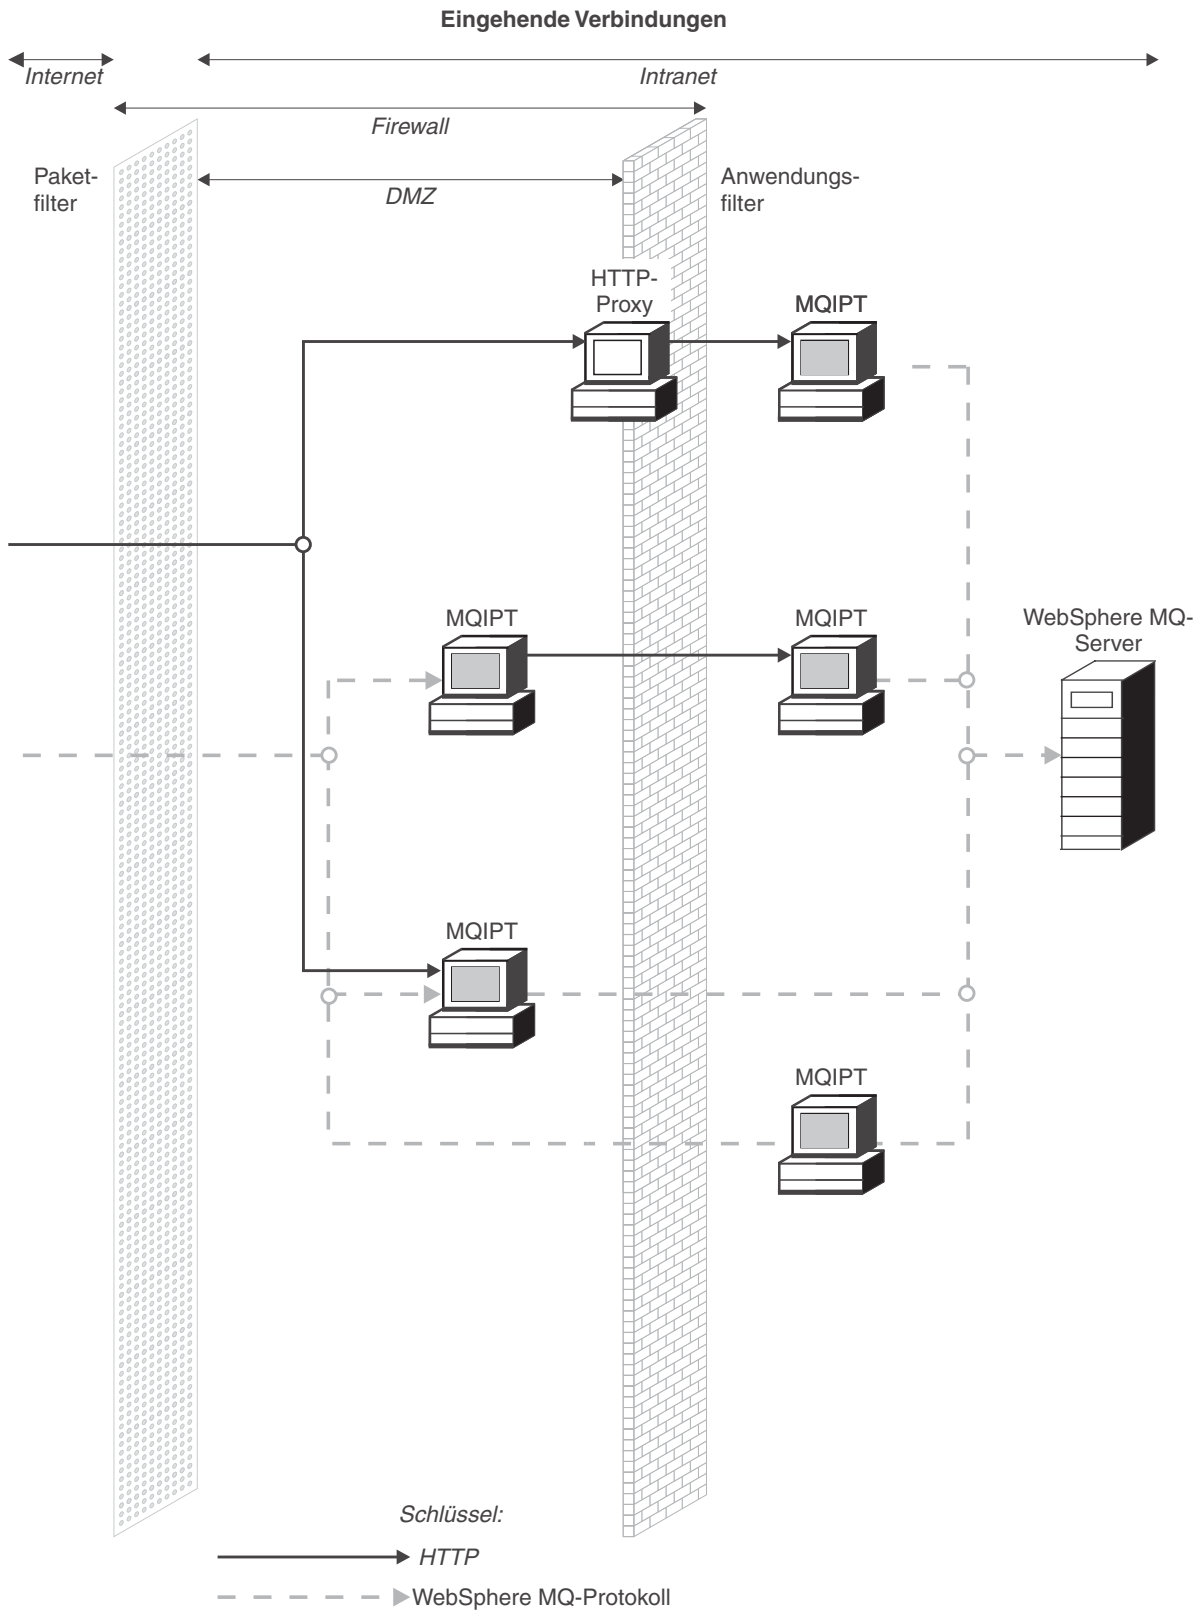 Eingehende Verbindungen
Internet
Intranet
Firewall
Paket-
filter
DMZ
Anwendungs-
filter
HTTP-
Proxy
MQIPT
MQIPT
MQIPT
WebSphere MQ-
Server
MQIPT
MQIPT
Schlüssel:
HTTP
WebSphere MQ-Protokoll